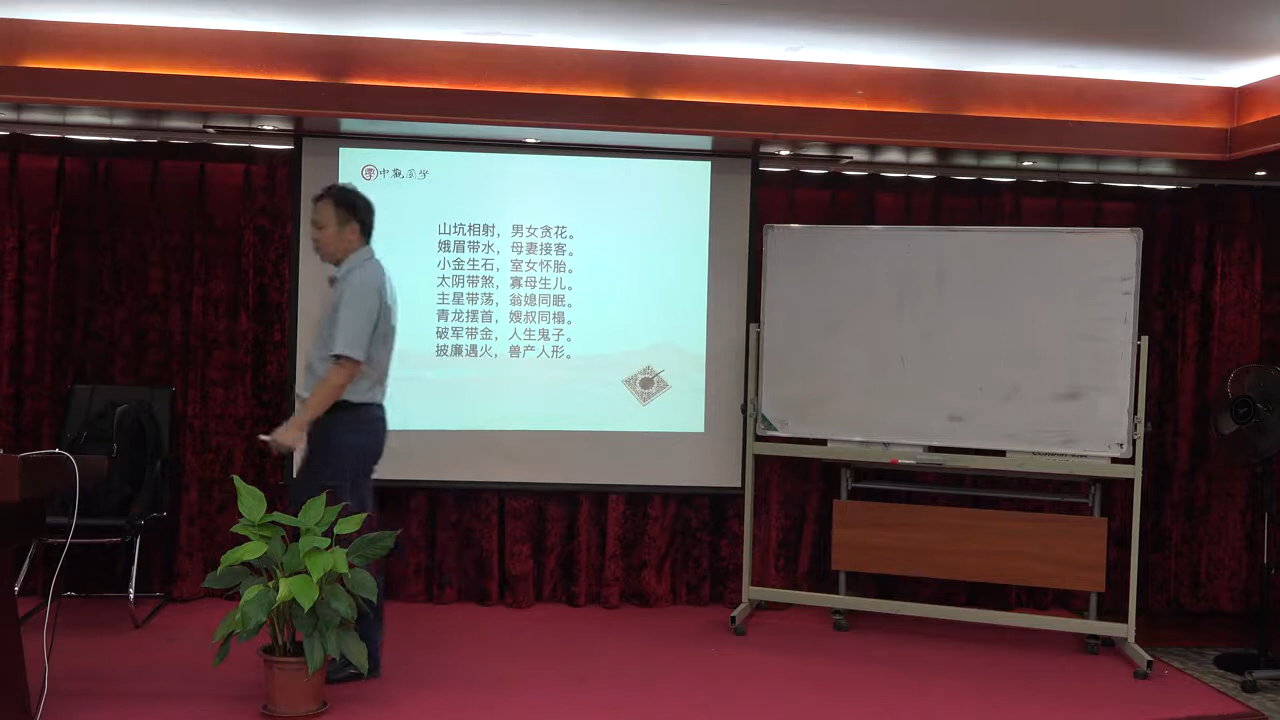 中觀国学
山坑相射，男女贪花。
娥眉带水，母妻接客。
小金生石，室女怀胎。
太阴带煞，寡母生儿。
主星带荡，翁媳同眠。
青龙摆首，嫂叔同榻。
破军带金，人生鬼子。
披廉遇火，兽产人形。